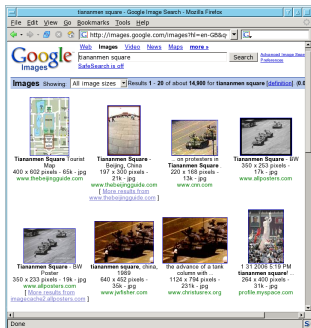 tiananmen square - Google Image Search - Mozilla Firefox
File Edit View Go Bookmarks Tools Help
http://images.google.com/images?hl=en-GB&q
Web Images Video News Maps more »
Google
Images
tiananmen square
Search
Advanced Image Search
Preferences
SafeSearch is off
Images Showing: All image sizes Results 1 - 20 of about 14,900 for tiananmen square [definition] (0.0
Tiananmen Square Tourist
Map
400 x 602 pixels - 65k - jpg
www.thebeijingguide.com
Tiananmen Square -
Beijing, China
197 x 300 pixels -
21k - jpg
www.thebeijingguide.com
[ More results from
www.thebeijingguide.com ]
... on protesters in
Tiananmen Square .
220 x 168 pixels -
13k - jpg
www.cnn.com
Tiananmen Square - BW
350 x 253 pixels -
17k - jpg
www.allposters.com
Tiananmen Square - BW
Poster
350 x 233 pixels - 19k - jpg
www.allposters.com
[ More results from
imagecache2.allposters.com ]
tiananmen square, china,
1989
640 x 452 pixels -
35k - jpg
www.jwfisher.com
the advance of a tank
column with ...
1124 x 794 pixels -
231k - jpg
www.christusrex.org
1 31 2006 5:19 PM
tiananmen square! ...
264 x 400 pixels -
31k - jpg
profile.myspace.com
Done